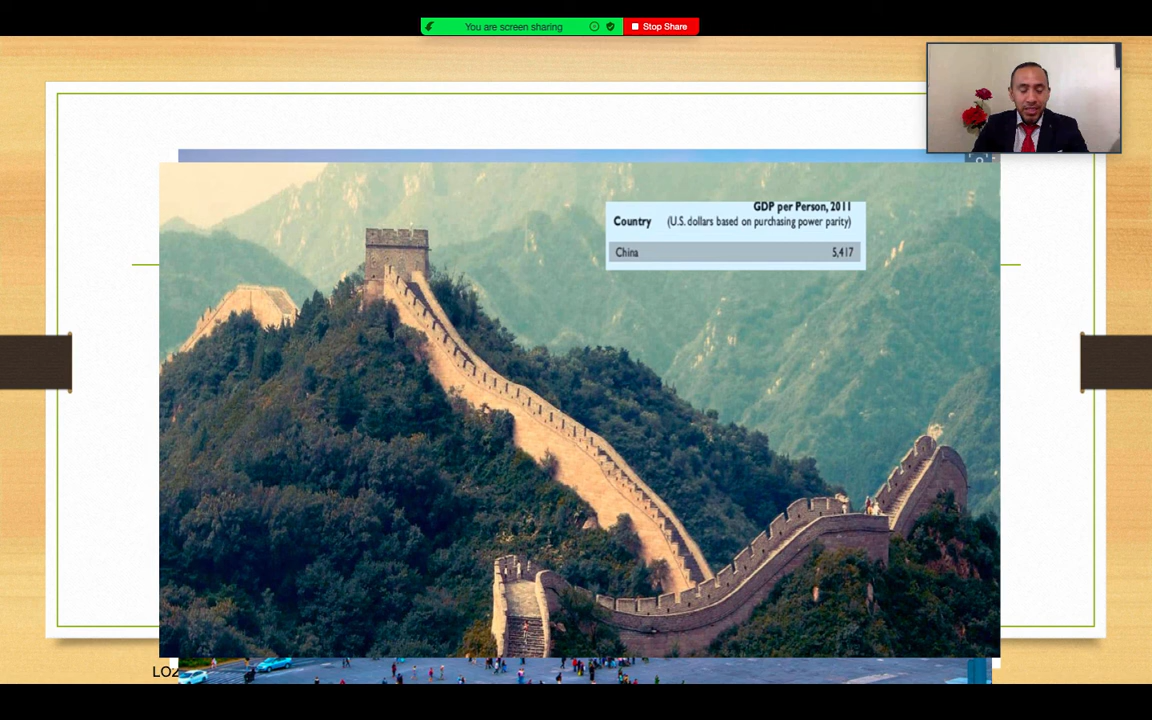 You are screen sharing
Stop Share
GDP per Person, 2011
Country (U.S. dollars based on purchasing power parity)
China 5,417
LO2